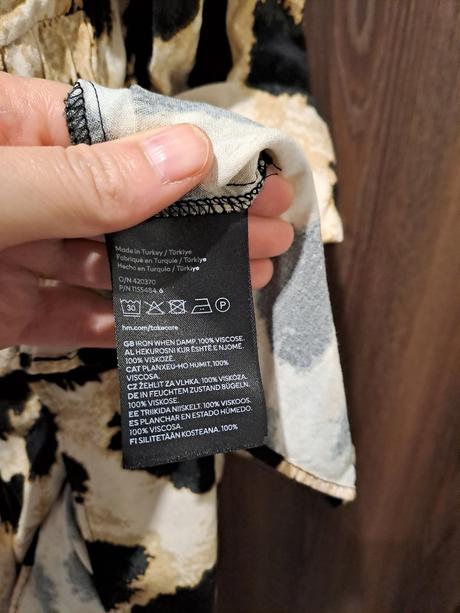 Made in Turkey / Türkiye
Fabriqué en Turquie / Türkiye
Hecho en Turquía / Türkiye
O/N 420370
P/N 1155484.6
30
P
hm.com/takecare
GB IRON WHEN DAMP. 100% VISCOSE.
AL HEKUROSNI KUR ËSHTË E NJOMË.
100% VISKOZË.
CAT PLANXEU-HO HUMIT. 100%
VISCOSA.
CZ ŽEHLIT ZA VLHKA. 100% VISKÓZA.
DE IN FEUCHTEM ZUSTAND BÜGELN.
100% VISKOSE.
EE TRIIKIDA NIISKELT. 100% VISKOOS.
ES PLANCHAR EN ESTADO HÚMEDO.
100% VISCOSA.
FI SILITETÄÄN KOSTEANA. 100%